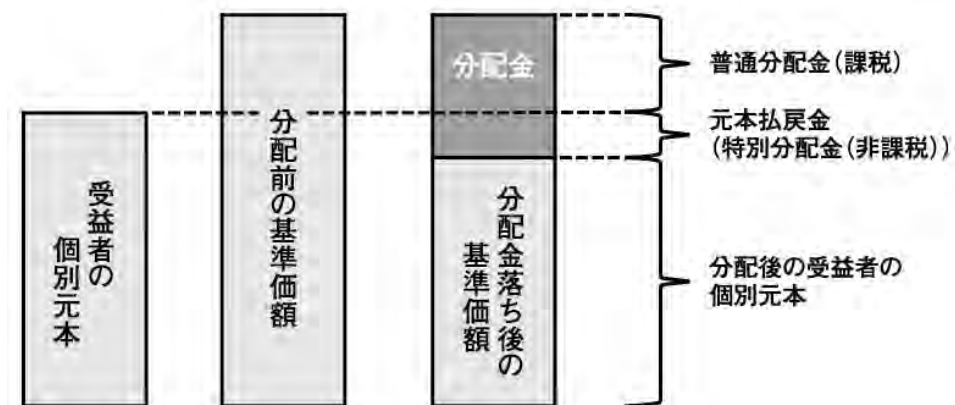 受益者の
個別元本
分配前の基準価額
分配金
分配金落ち後の
基準価額
普通分配金(課税)
元本払戻金
(特別分配金(非課税))
分配後の受益者の
個別元本